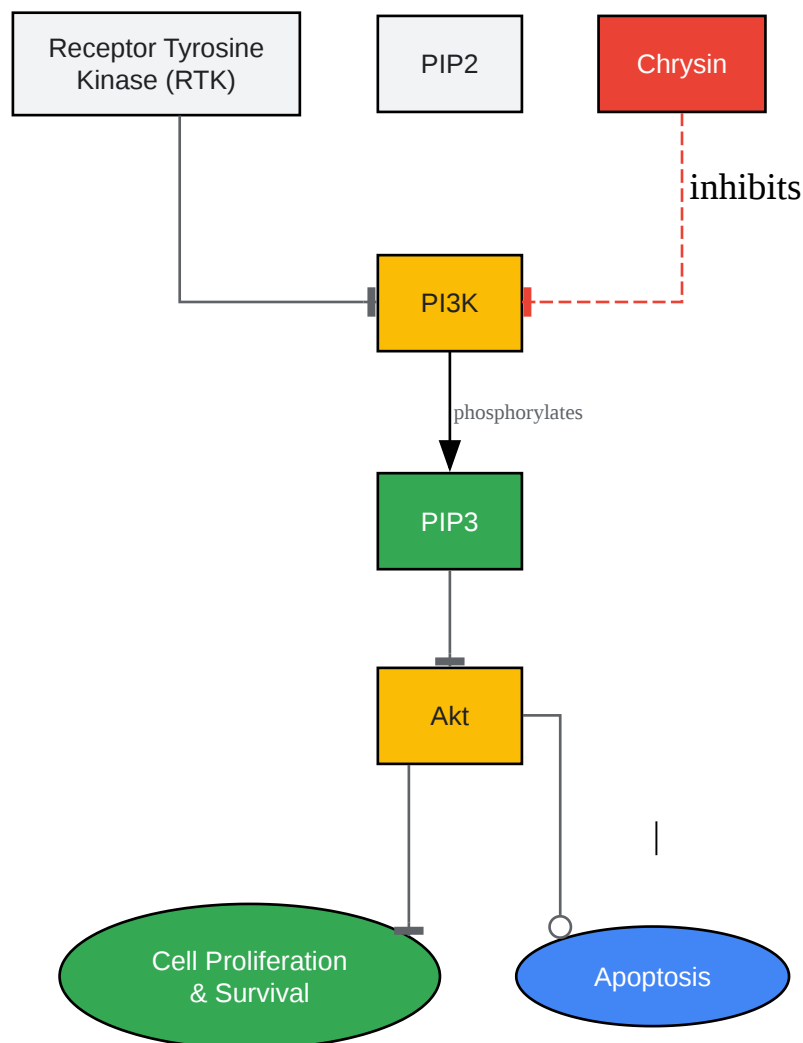 Receptor Tyrosine
Kinase (RTK)
PIP2
Chrysin
inhibits
PI3K
phosphorylates
PIP3
Akt
|
Cell Proliferation
& Survival
Apoptosis